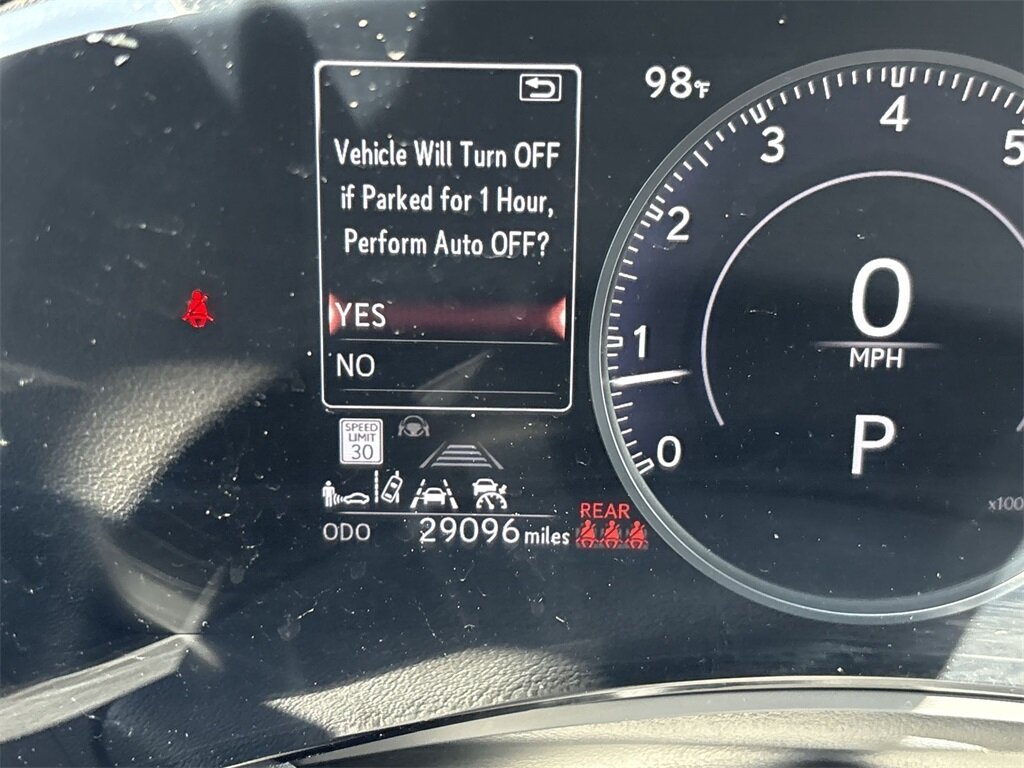 98°F
Vehicle Will Turn OFF
if Parked for 1 Hour,
Perform Auto OFF?
YES
NO
SPEED
LIMIT
30
ODO 29096 miles
REAR
0
1
2
3
4
5
0
MPH
P
x100